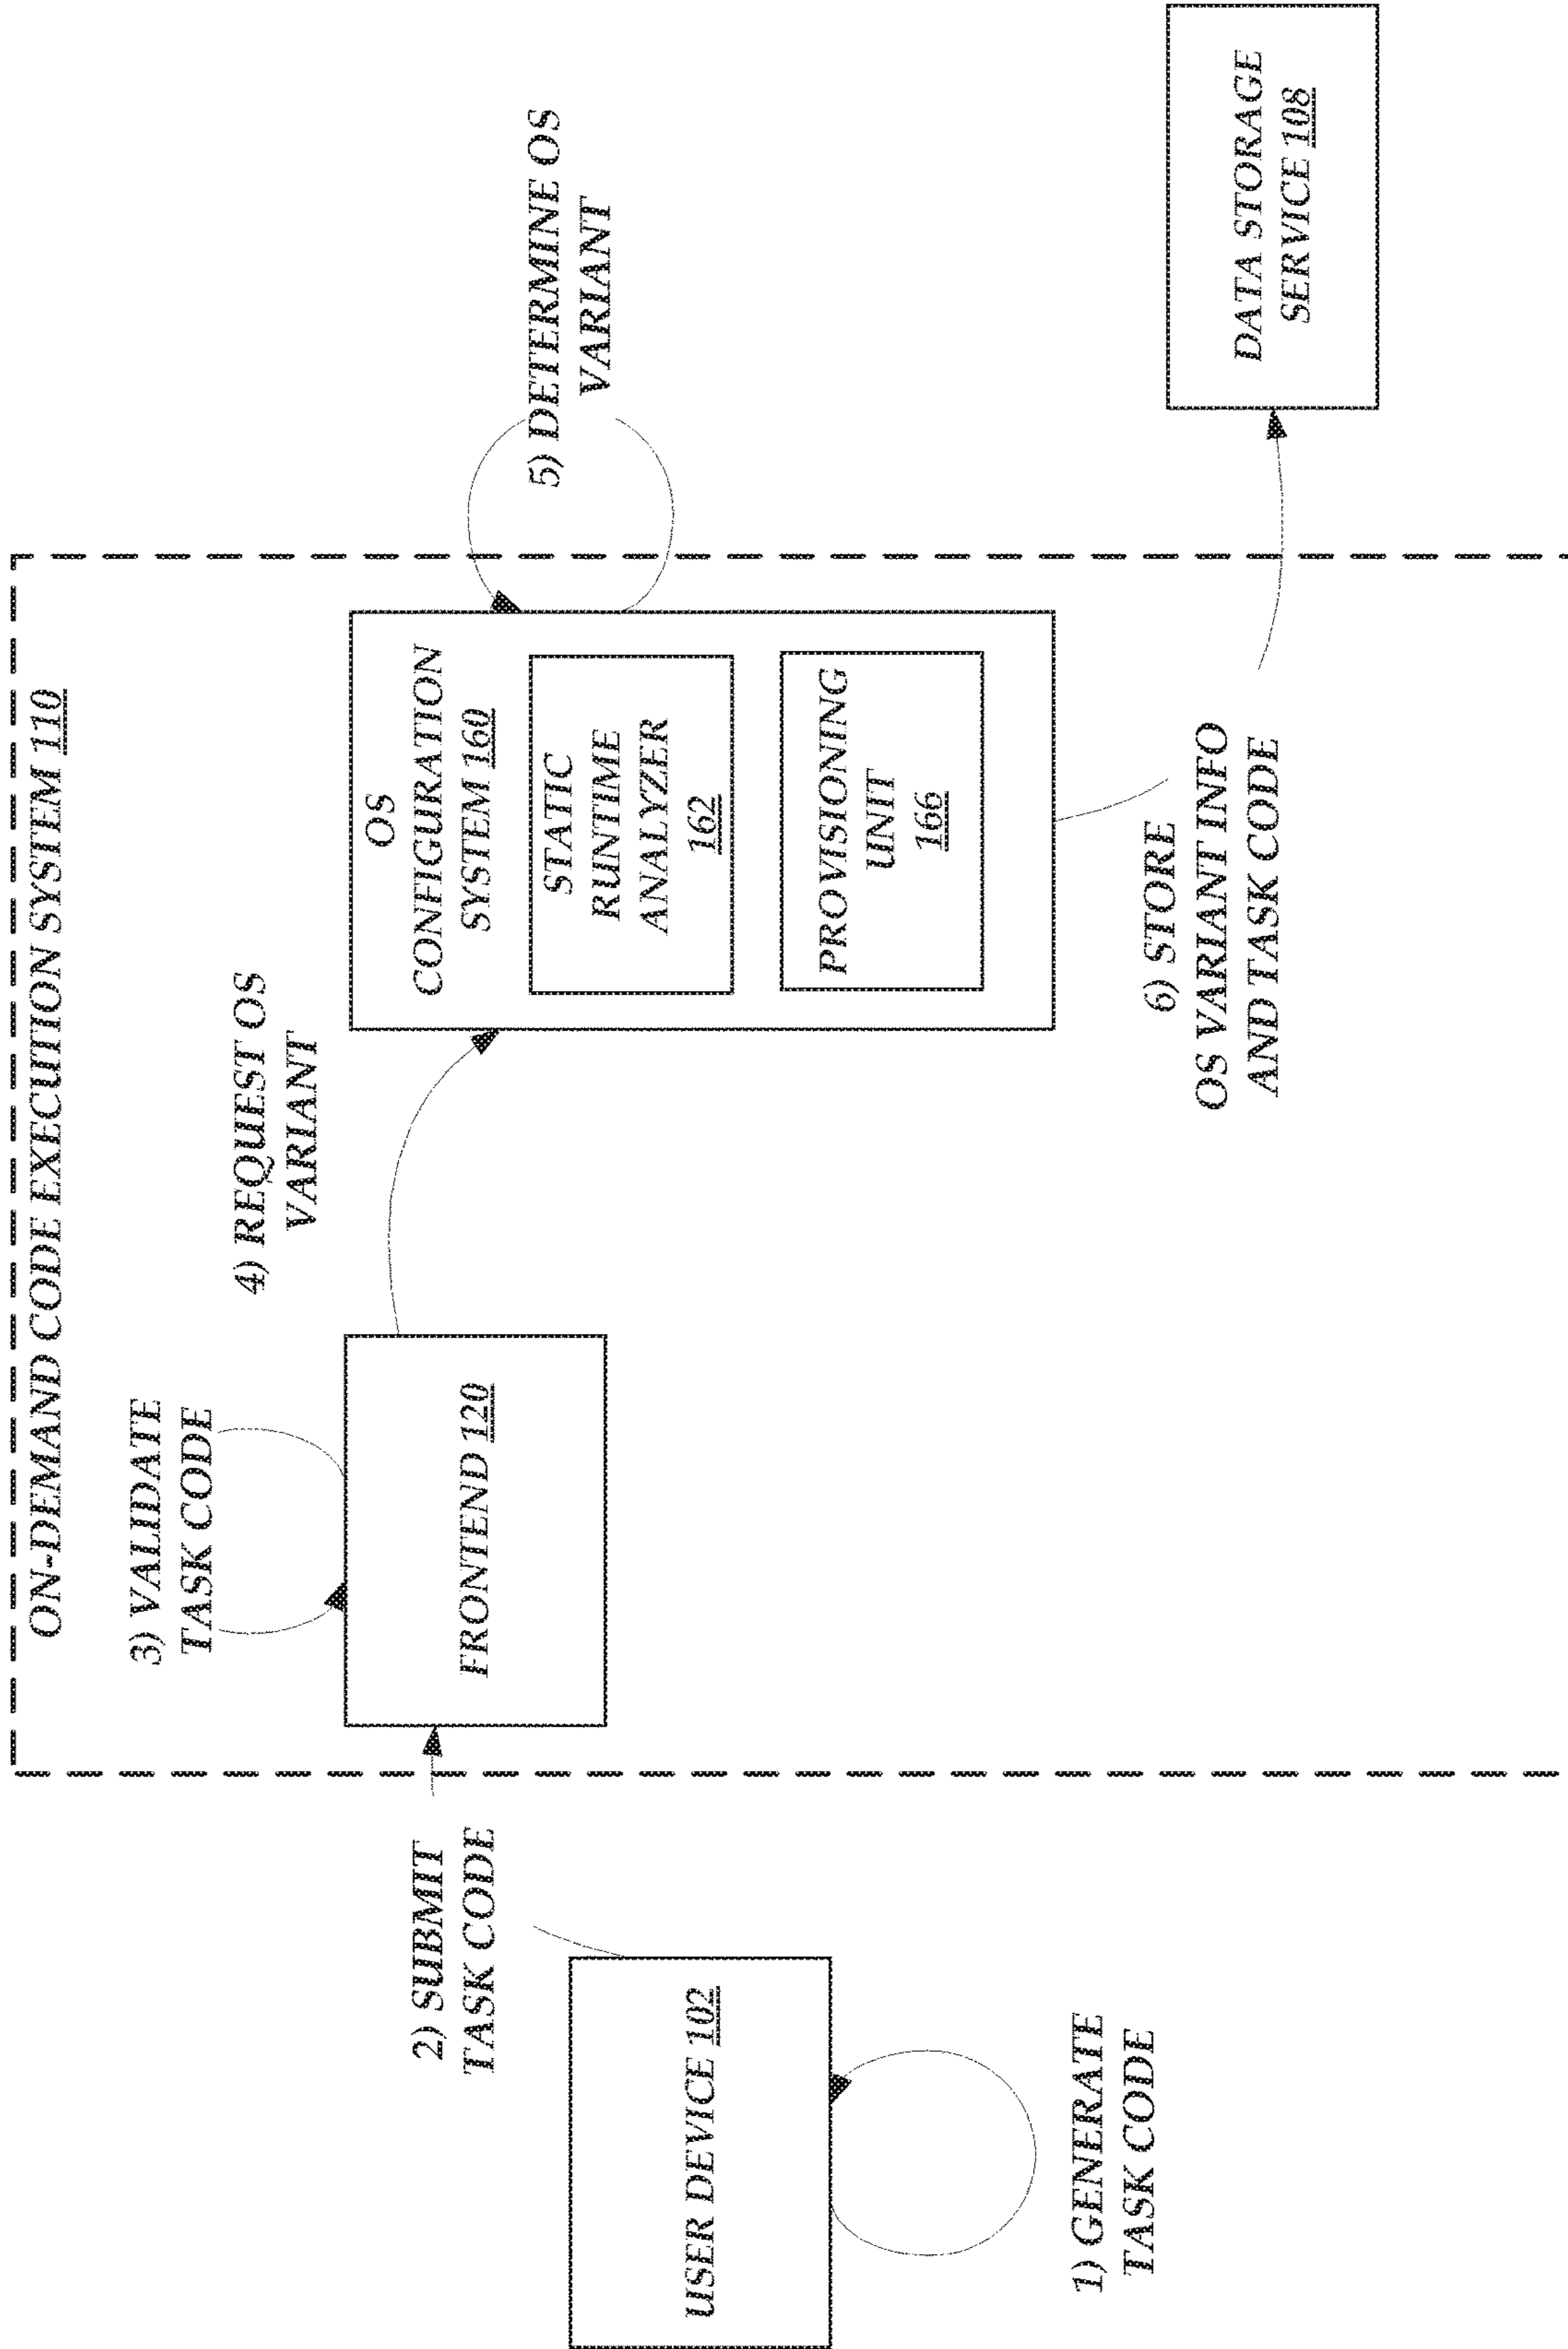 ON-DEMAND CODE EXECUTION SYSTEM 110
3) VALIDATE
TASK CODE
4) REQUEST OS
VARIANT
2) SUBMIT
TASK CODE
FRONTEND 120
OS
CONFIGURATION
SYSTEM 160
STATIC
RUNTIME
ANALYZER
162
PROVISIONING
UNIT
166
5) DETERMINE OS
VARIANT
USER DEVICE 102
1) GENERATE
TASK CODE
6) STORE
OS VARIANT INFO
AND TASK CODE
DATA STORAGE
SERVICE 108